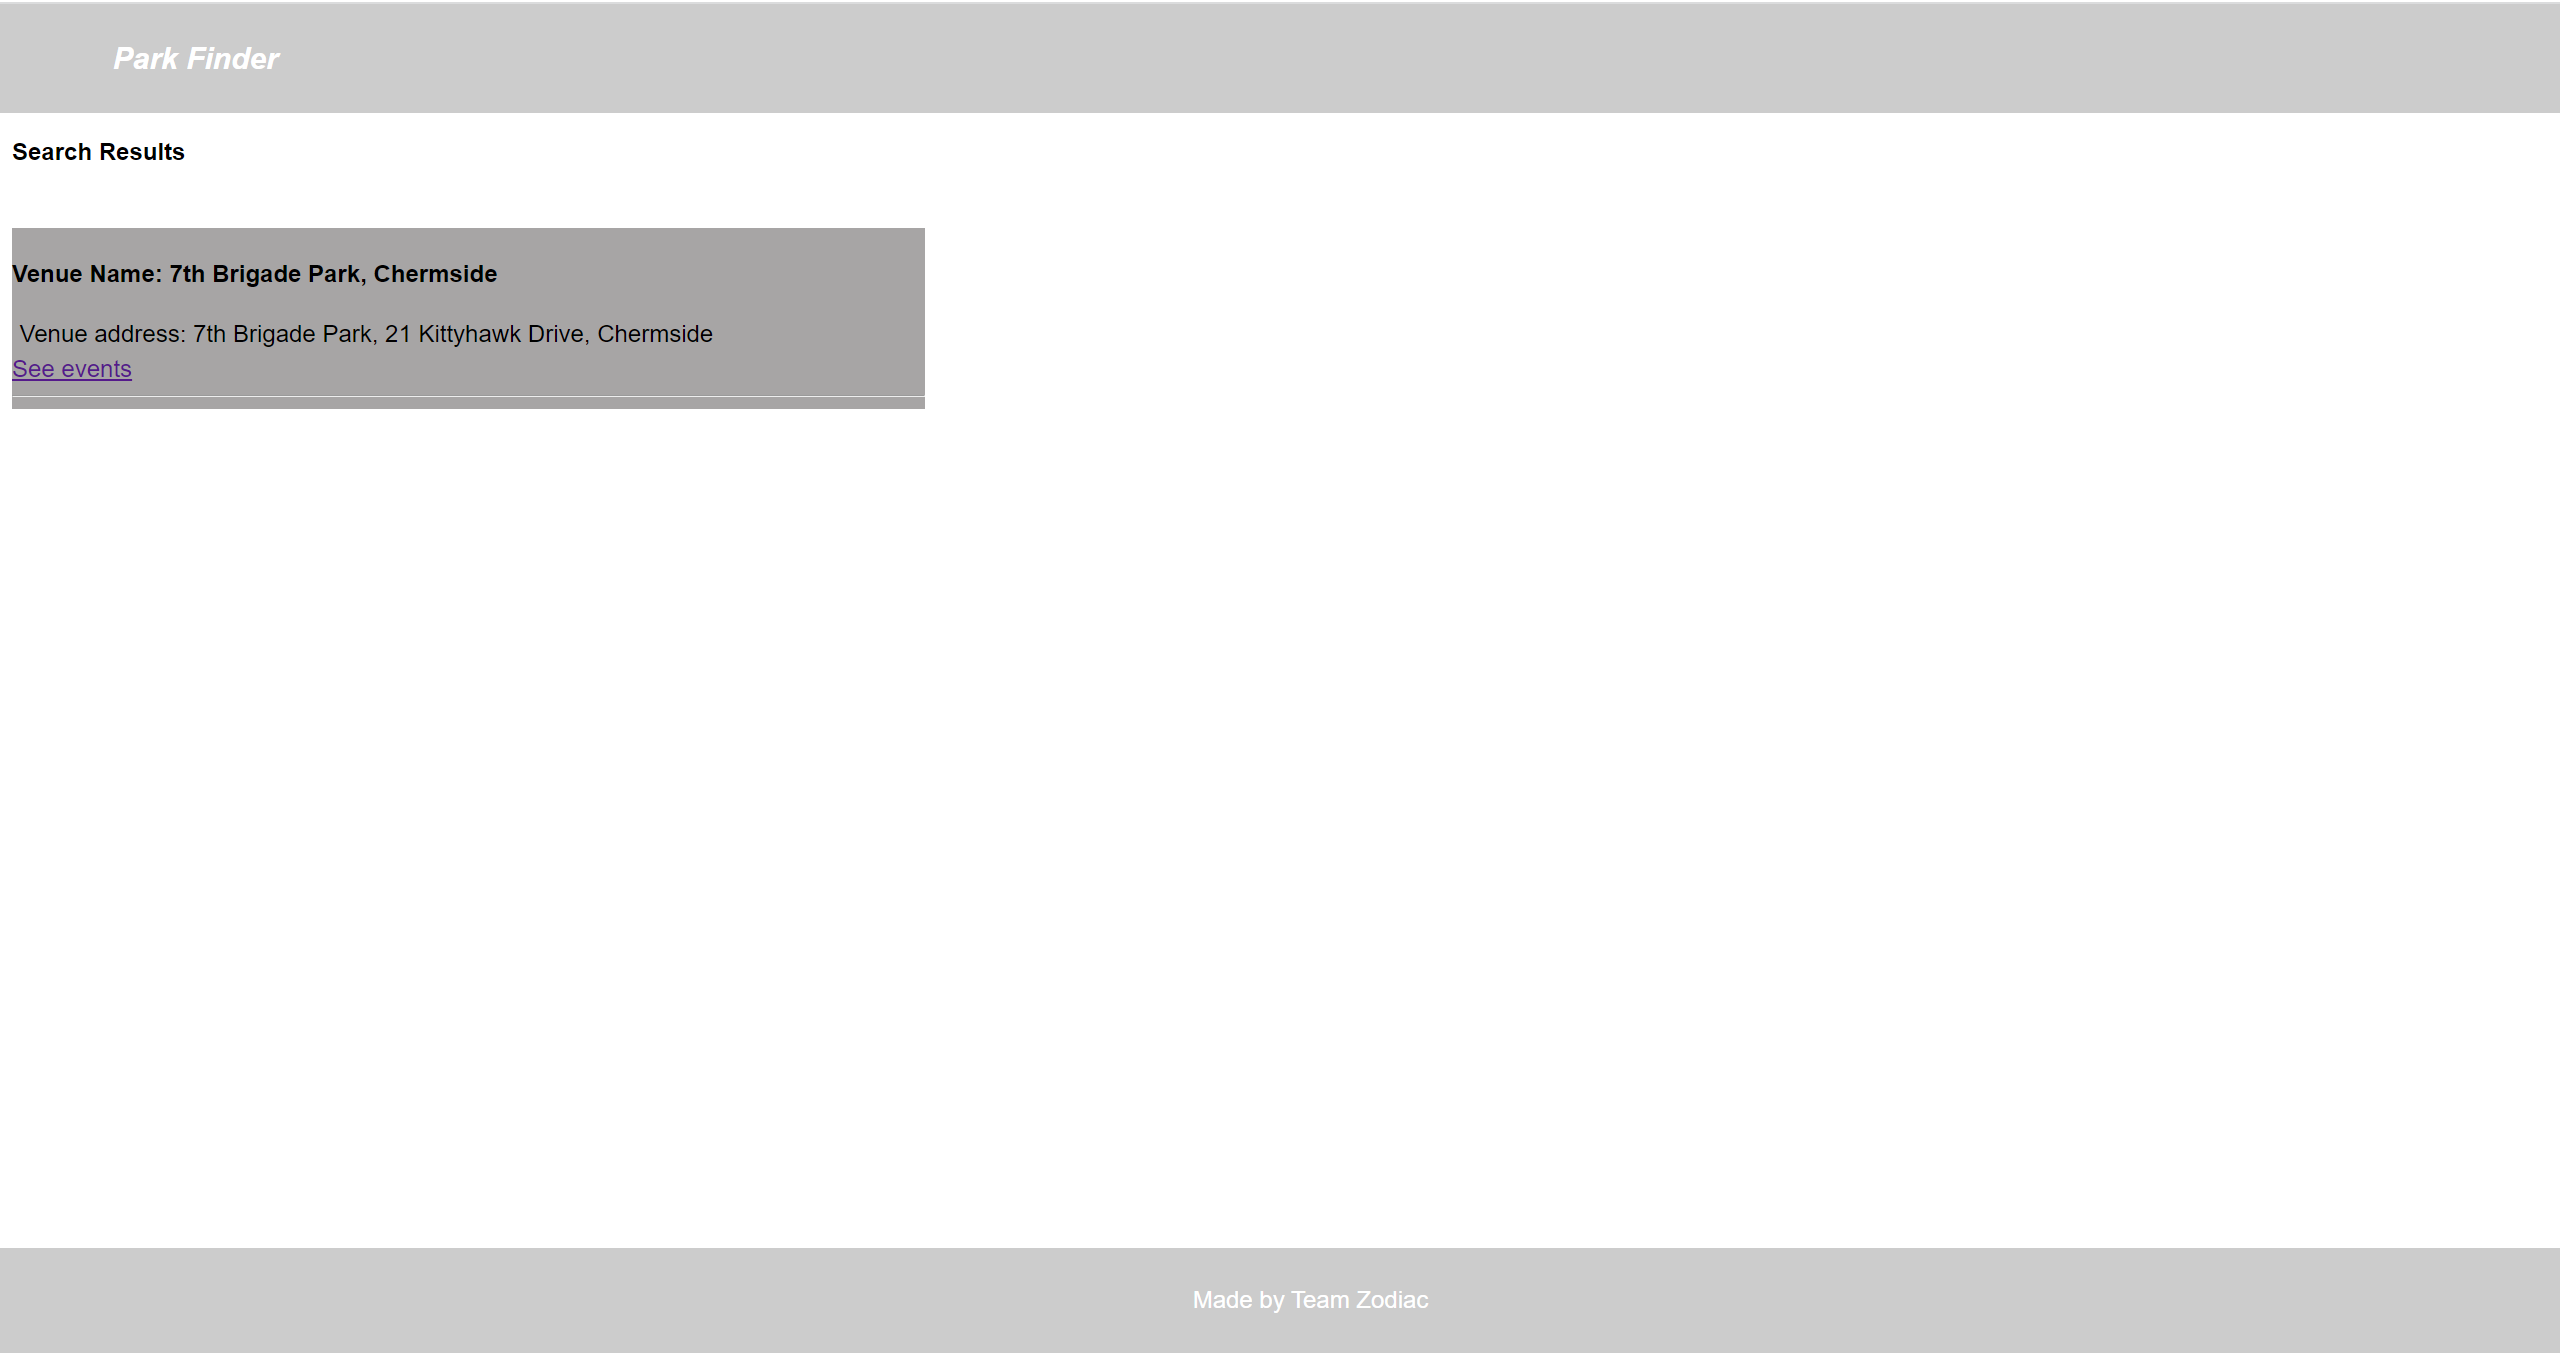 Park Finder
Search Results
Venue Name: 7th Brigade Park, Chermside
Venue address: 7th Brigade Park, 21 Kittyhawk Drive, Chermside
See events
Made by Team Zodiac